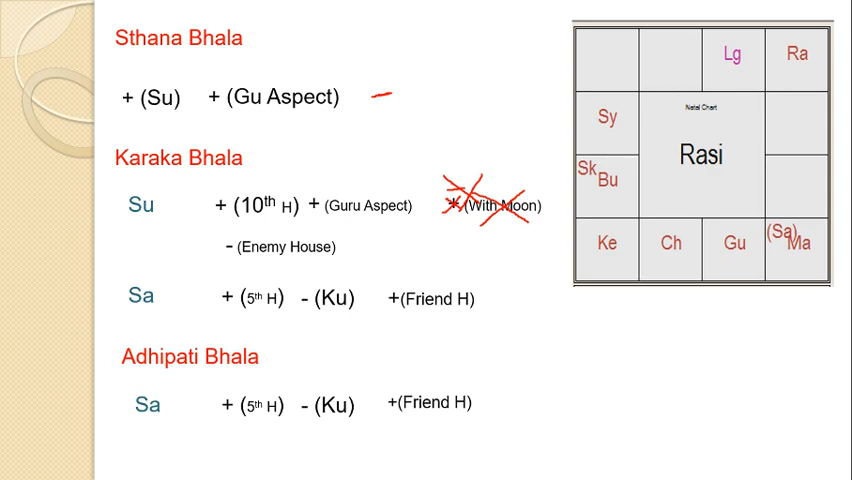 Sthana Bhala
+ (Su) + (Gu Aspect) -
Karaka Bhala
Su + (10th H) + (Guru Aspect) + (With Moon)
- (Enemy House)
Sa + (5th H) - (Ku) +(Friend H)
Adhipati Bhala
Sa + (5th H) - (Ku) +(Friend H)
Lg Ra
Sy Natal Chart
Rasi
Sk Bu
Ke Ch Gu (Sa) Ma